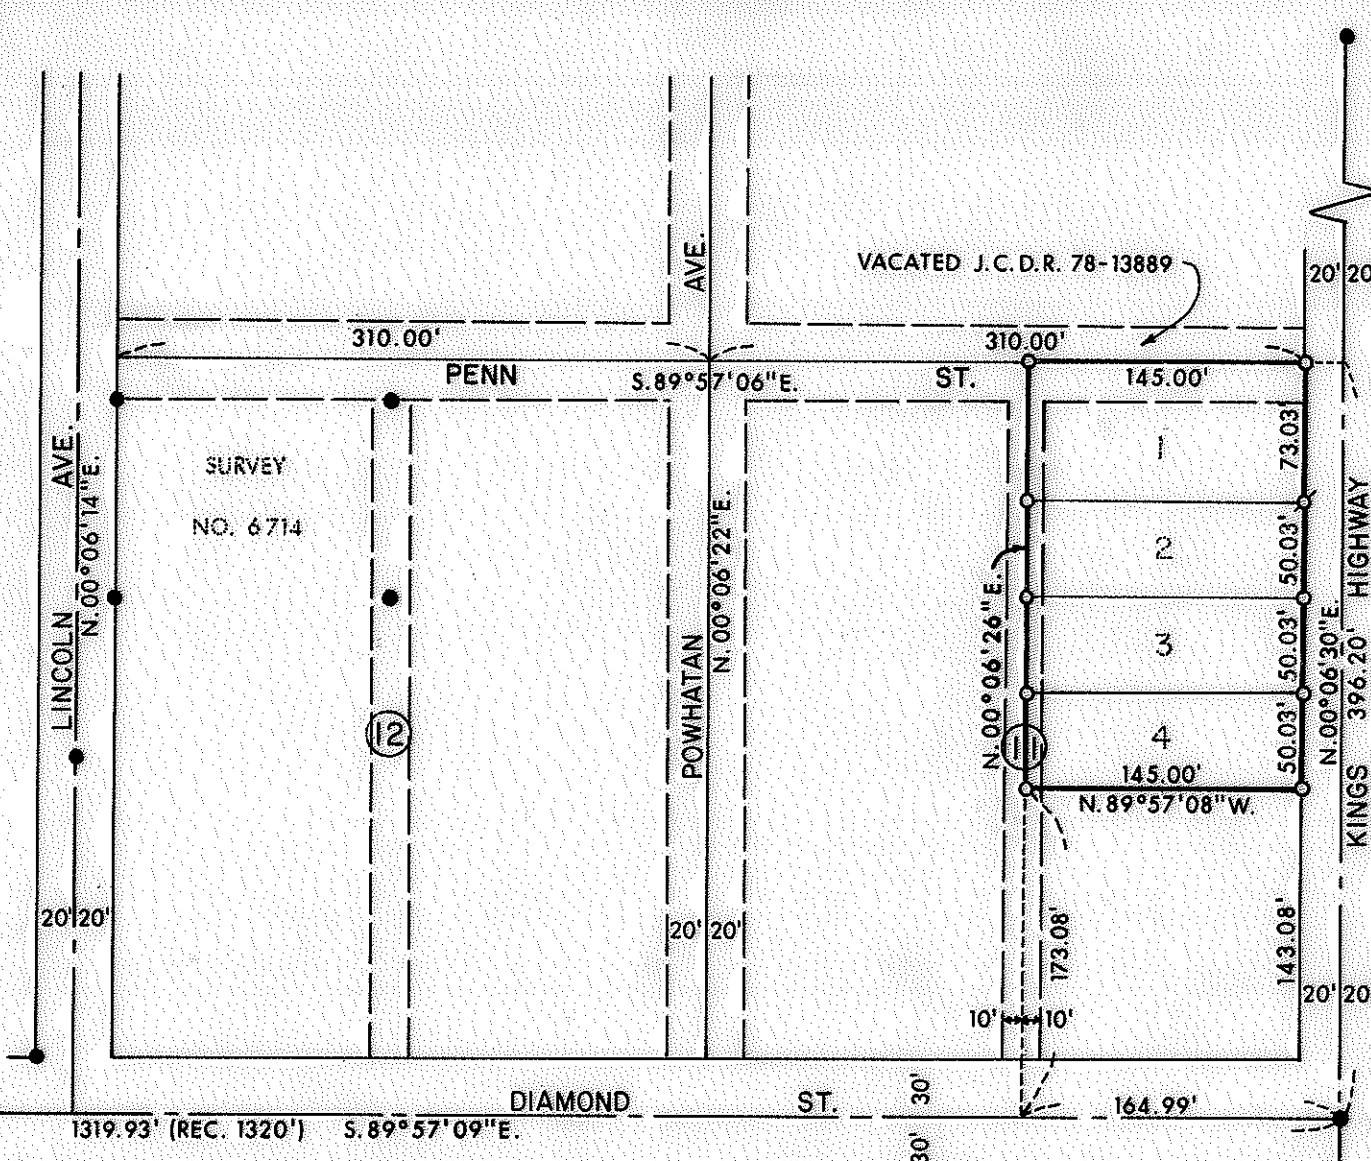 VACATED J.C.D.R. 78-13889
20' 20
AVE.
310.00'
310.00'
PENN
S.89°57'06"E.
ST.
145.00'
SURVEY
NO. 6714
LINCOLN AVE.
N.00°06'14"E.
POWHATAN
N.00°06'22"E.
N.00°06'26"E.
1
73.03'
2
50.03'
3
50.03'
4
50.03'
145.00'
N.89°57'08"W.
N.00°06'30"E.
KINGS 396.20' HIGHWAY
12
11
20' 20'
20' 20'
173.08'
143.08'
20' 20
10' 10'
DIAMOND ST.
30'
30'
164.99'
1319.93' (REC. 1320') S.89°57'09"E.